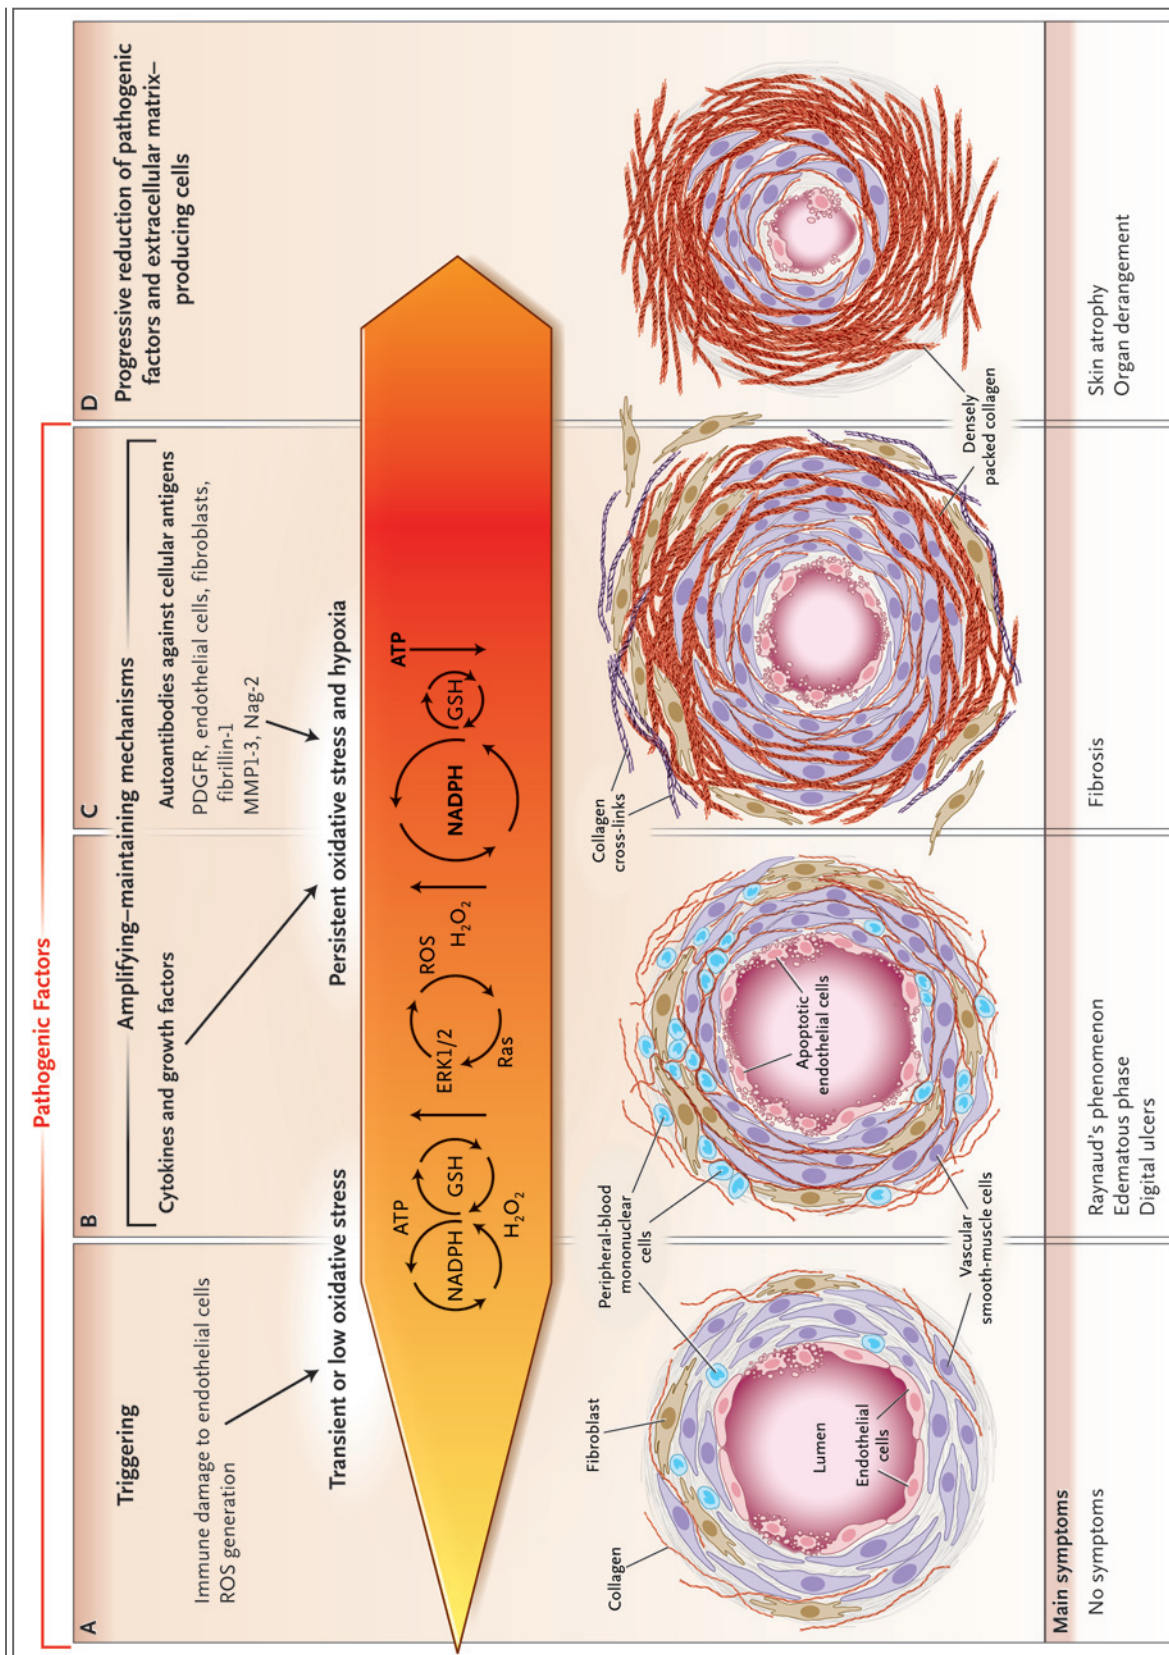 Pathogenic Factors
A
Triggering
Immune damage to endothelial cells
ROS generation
B
Amplifying–maintaining mechanisms
Cytokines and growth factors
C
Autoantibodies against cellular antigens
PDGFR, endothelial cells, fibroblasts,
fibrillin-1
MMP1-3, Nag-2
D
Progressive reduction of pathogenic
factors and extracellular matrix–
producing cells
Transient or low oxidative stress
Persistent oxidative stress and hypoxia
ATP
NADPH
GSH
H₂O₂
ERK1/2
ROS
Ras
H₂O₂
NADPH
GSH
ATP
Collagen
Fibroblast
Lumen
Endothelial
cells
Peripheral-blood
mononuclear
cells
Vascular
smooth-muscle cells
Apoptotic
endothelial cells
Collagen
cross-links
Densely
packed collagen
Main symptoms
No symptoms
Raynaud's phenomenon
Edematous phase
Digital ulcers
Fibrosis
Skin atrophy
Organ derangement